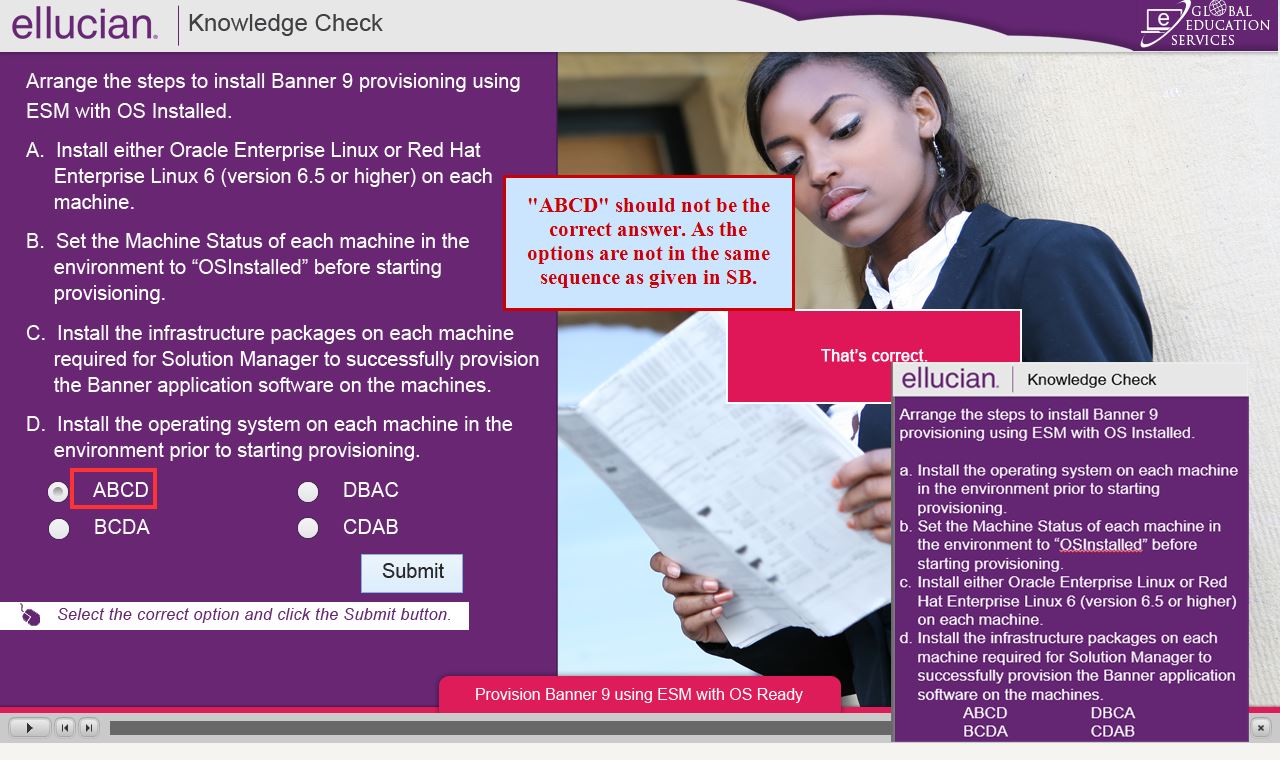 ellucian.
Knowledge Check
GLOBAL
EDUCATION
SERVICES
e
Arrange the steps to install Banner 9 provisioning using
ESM with OS Installed.
A. Install either Oracle Enterprise Linux or Red Hat
Enterprise Linux 6 (version 6.5 or higher) on each
machine.
B. Set the Machine Status of each machine in the
environment to “OSInstalled” before starting
provisioning.
C. Install the infrastructure packages on each machine
required for Solution Manager to successfully provision
the Banner application software on the machines.
D. Install the operating system on each machine in the
environment prior to starting provisioning.
ABCD DBAC
BCDA CDAB
Submit
Select the correct option and click the Submit button.
"ABCD" should not be the
correct answer. As the
options are not in the same
sequence as given in SB.
That's correct.
ellucian.
Knowledge Check
Arrange the steps to install Banner 9
provisioning using ESM with OS Installed.
a. Install the operating system on each machine
in the environment prior to starting
provisioning.
b. Set the Machine Status of each machine in
the environment to “OSInstalled” before
starting provisioning.
c. Install either Oracle Enterprise Linux or Red
Hat Enterprise Linux 6 (version 6.5 or higher)
on each machine.
d. Install the infrastructure packages on each
machine required for Solution Manager to
successfully provision the Banner application
software on the machines.
ABCD DBCA
BCDA CDAB
Provision Banner 9 using ESM with OS Ready